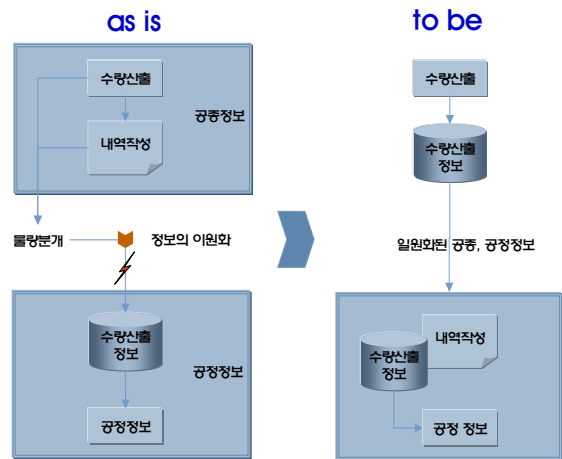 as is
수량산출
공종정보
내역작성
물량분개
정보의 이원화
수량산출
정보
공정정보
공정정보
to be
수량산출
수량산출
정보
일원화된 공종, 공정정보
내역작성
수량산출
정보
공정 정보